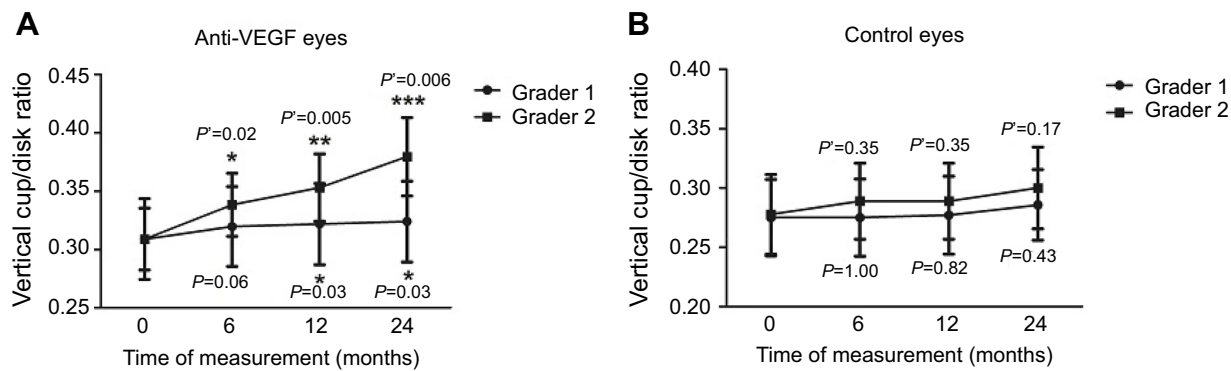 A
Anti-VEGF eyes
Vertical cup/disk ratio
0.45
0.40
0.35
0.30
0.25
P’=0.02
*
P’=0.005
**
P’=0.006
***
P=0.06
*
P=0.03
*
P=0.03
0
6
12
24
Time of measurement (months)
Grader 1
Grader 2
B
Control eyes
Vertical cup/disk ratio
0.40
0.35
0.30
0.25
0.20
P’=0.35
P’=0.35
P’=0.17
P=1.00
P=0.82
P=0.43
0
6
12
24
Time of measurement (months)
Grader 1
Grader 2